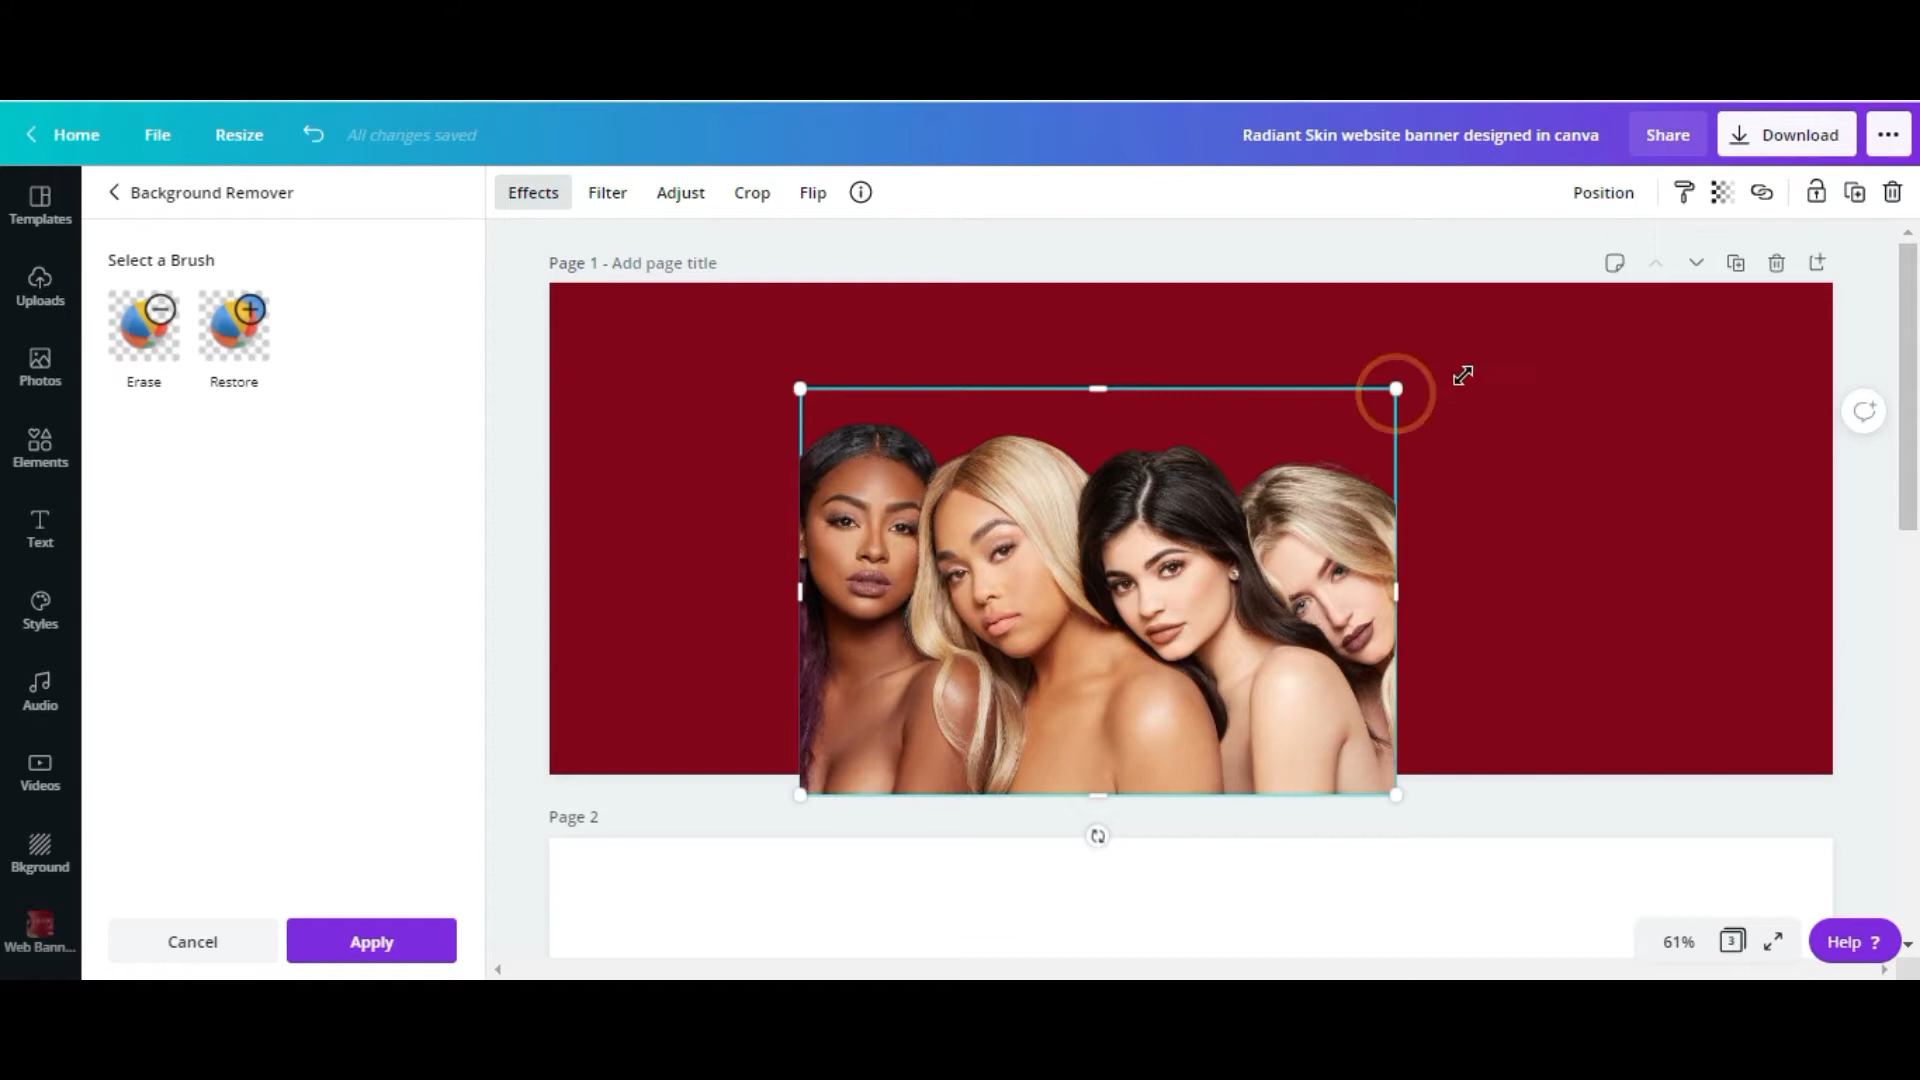 Home
File
Resize
All changes saved
Radiant Skin website banner designed in canva
Share
Download
Templates
Uploads
Photos
Elements
Text
Styles
Audio
Videos
Bkground
Web Bann...
Background Remover
Select a Brush
Erase
Restore
Cancel
Apply
Effects
Filter
Adjust
Crop
Flip
Position
Page 1 - Add page title
Page 2
61%
3
Help ?